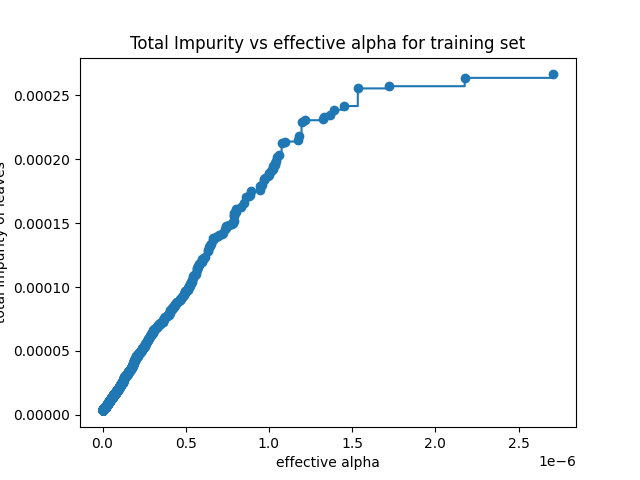 Total Impurity vs effective alpha for training set
total impurity of leaves
0.00025
0.00020
0.00015
0.00010
0.00005
0.00000
0.0 0.5 1.0 1.5 2.0 2.5
1e−6
effective alpha